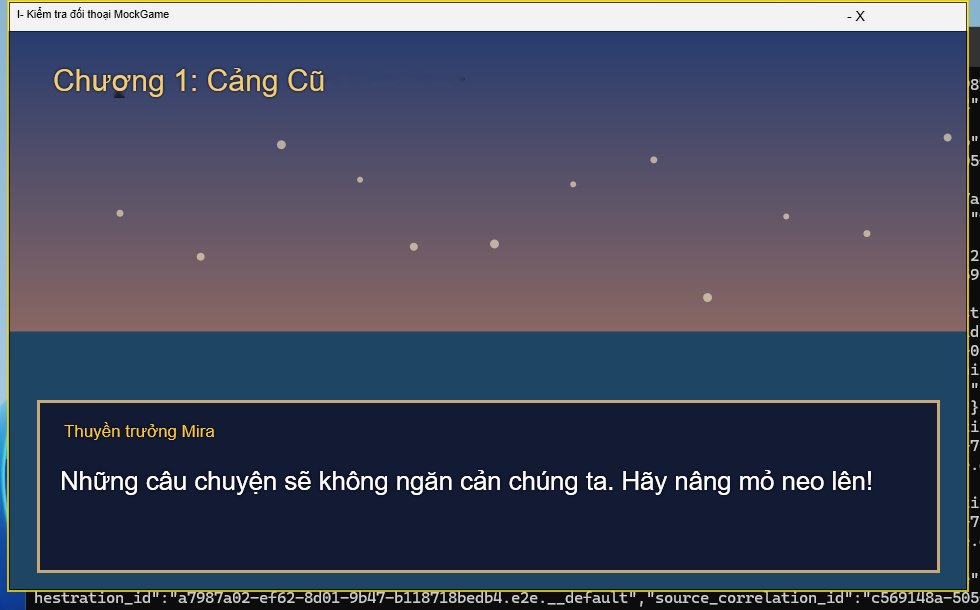 I- Kiểm tra đối thoại MockGame
- X
Chương 1: Cảng Cũ
Thuyền trưởng Mira
Những câu chuyện sẽ không ngăn cản chúng ta. Hãy nâng mỏ neo lên!
hestration_id":"a7987a02-ef62-8d01-9b47-b118718bedb4.e2e.__default","source_correlation_id":"c569148a-505